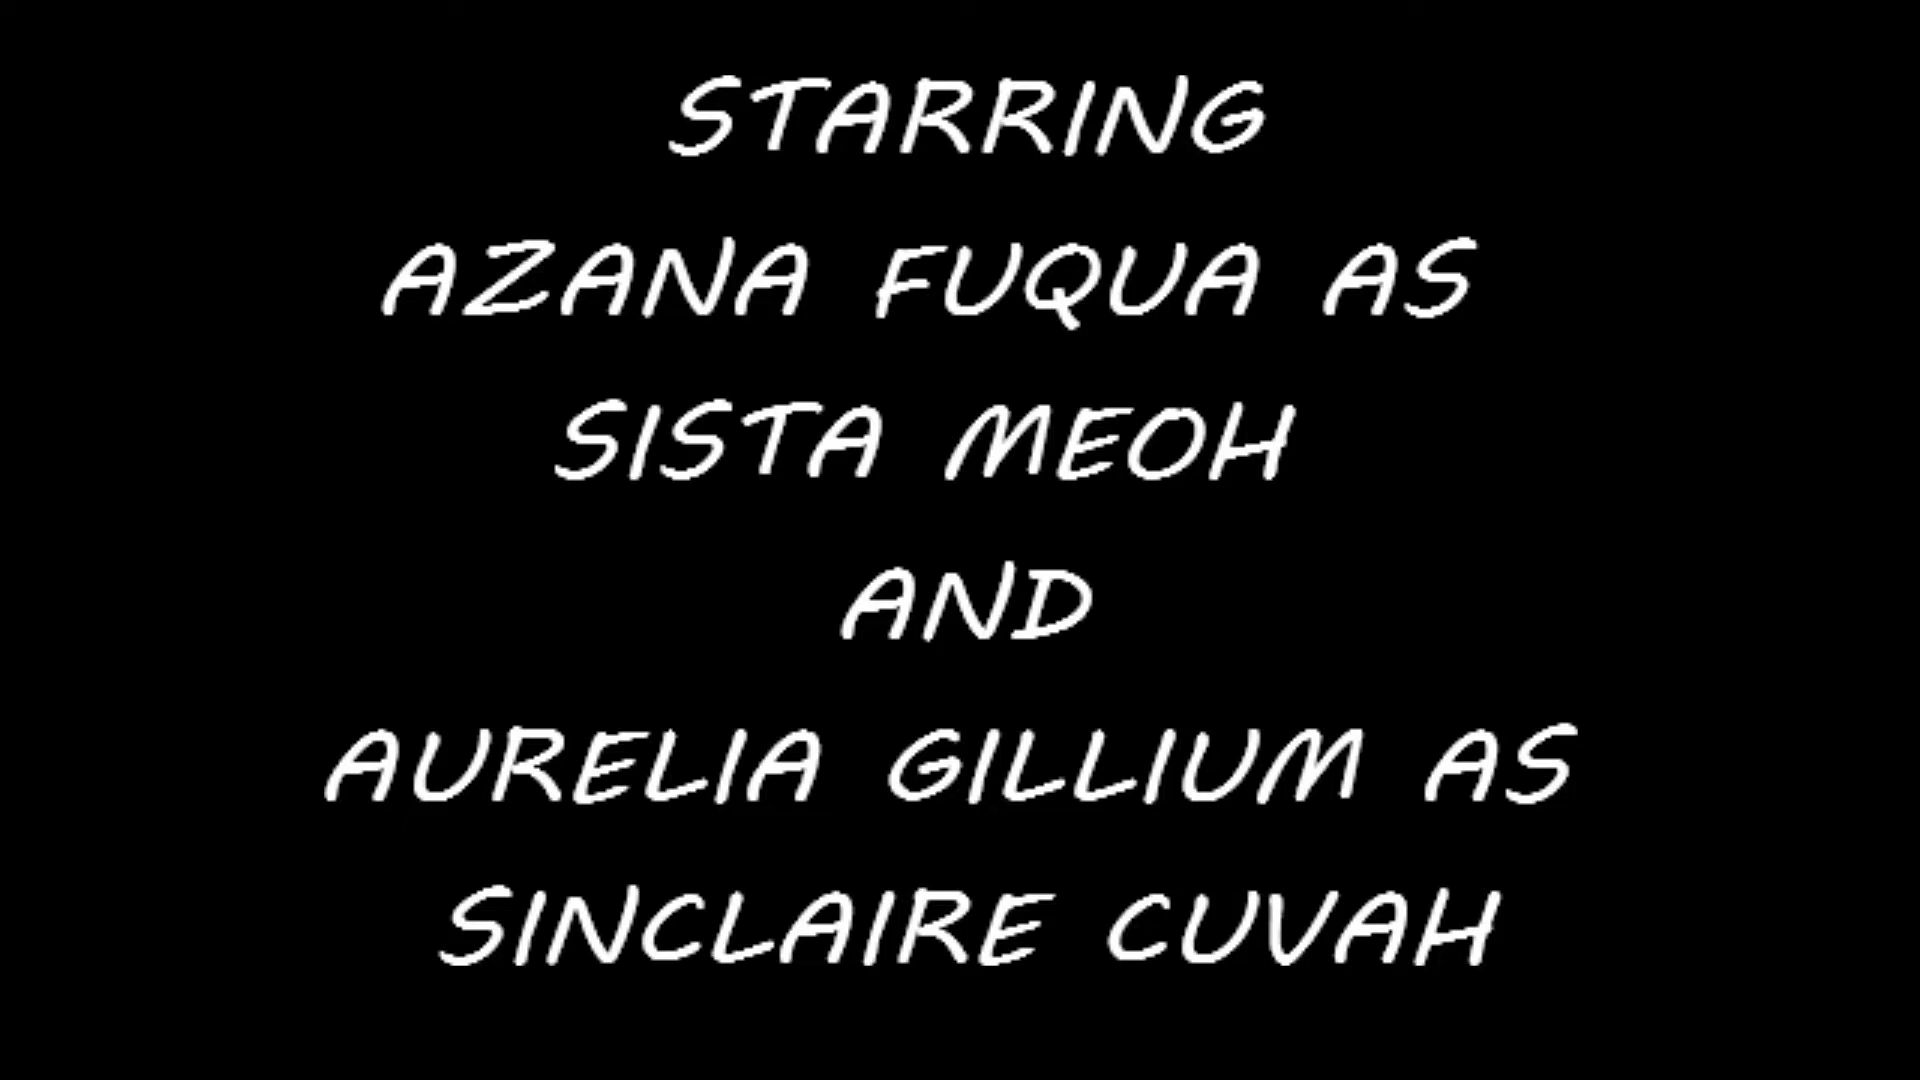 STARRING
AZANA FUQUA AS
SISTA MEOH
AND
AURELIA GILLIUM AS
SINCLAIRE CUVAH